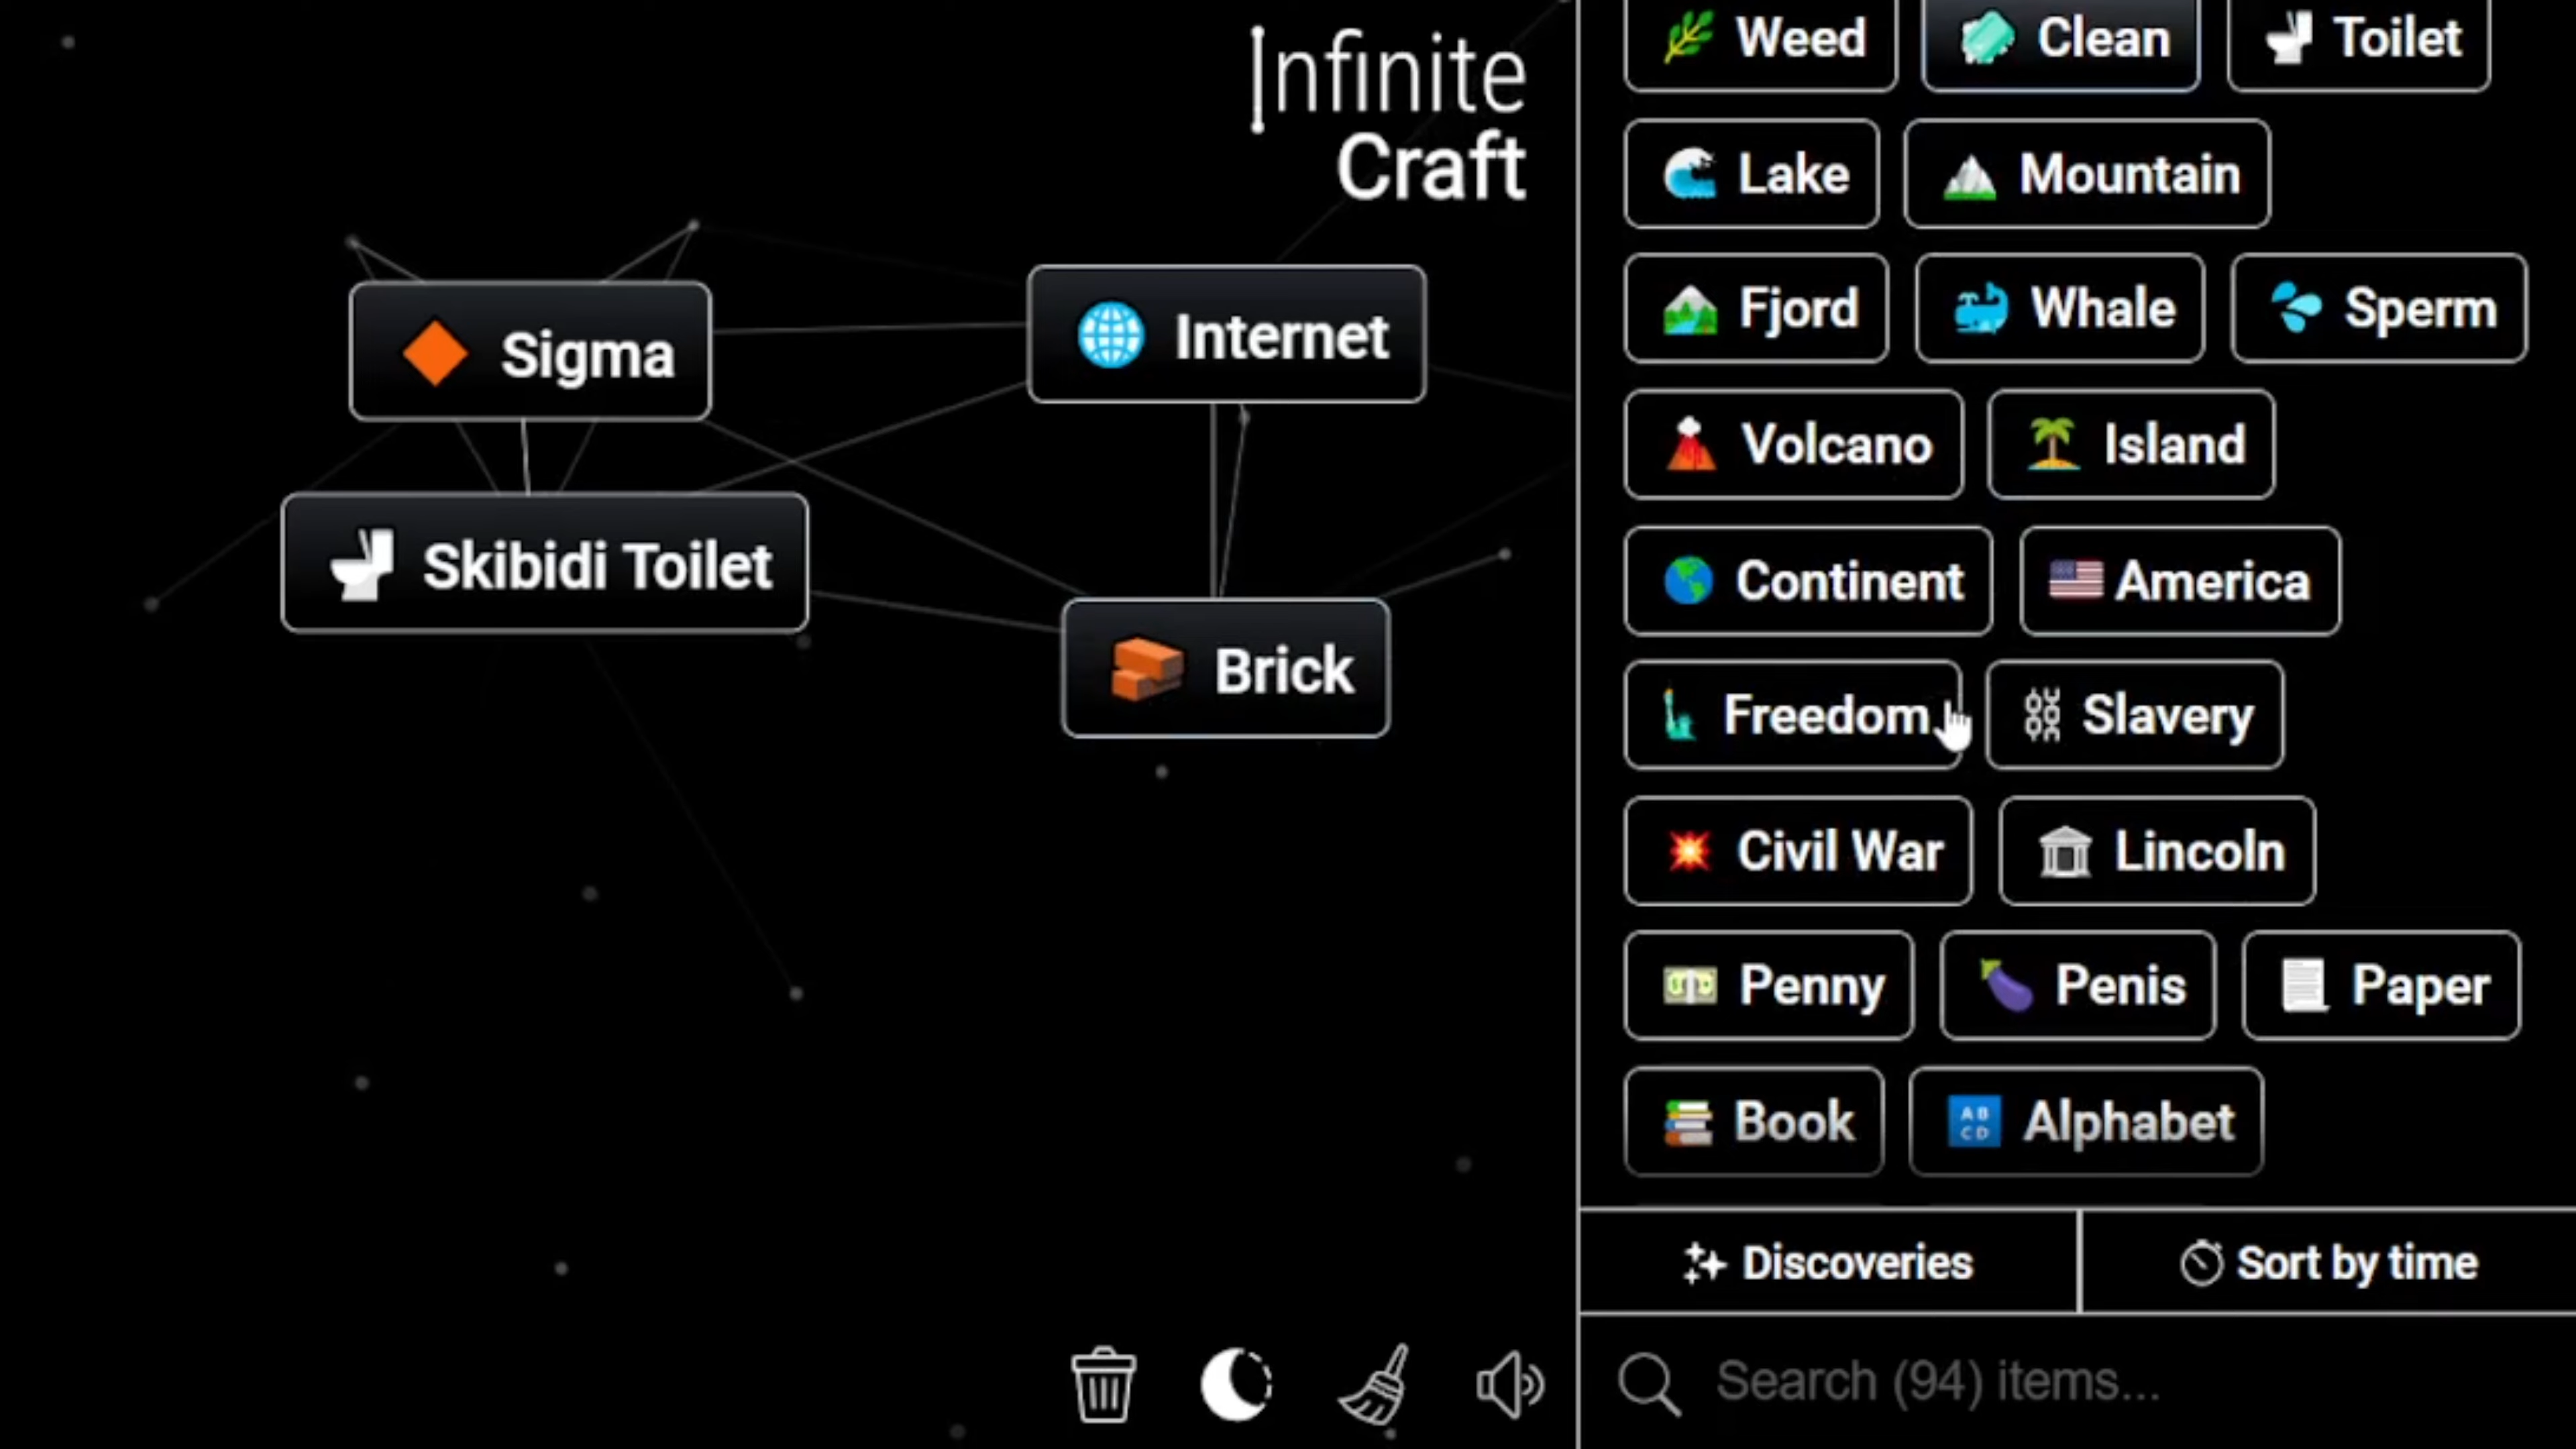 Infinite
Craft
Sigma
Internet
Skibidi Toilet
Brick
Weed
Clean
Toilet
Lake
Mountain
Fjord
Whale
Sperm
Volcano
Island
Continent
America
Freedom
Slavery
Civil War
Lincoln
Penny
Penis
Paper
Book
Alphabet
Discoveries
Sort by time
Search (94) items...